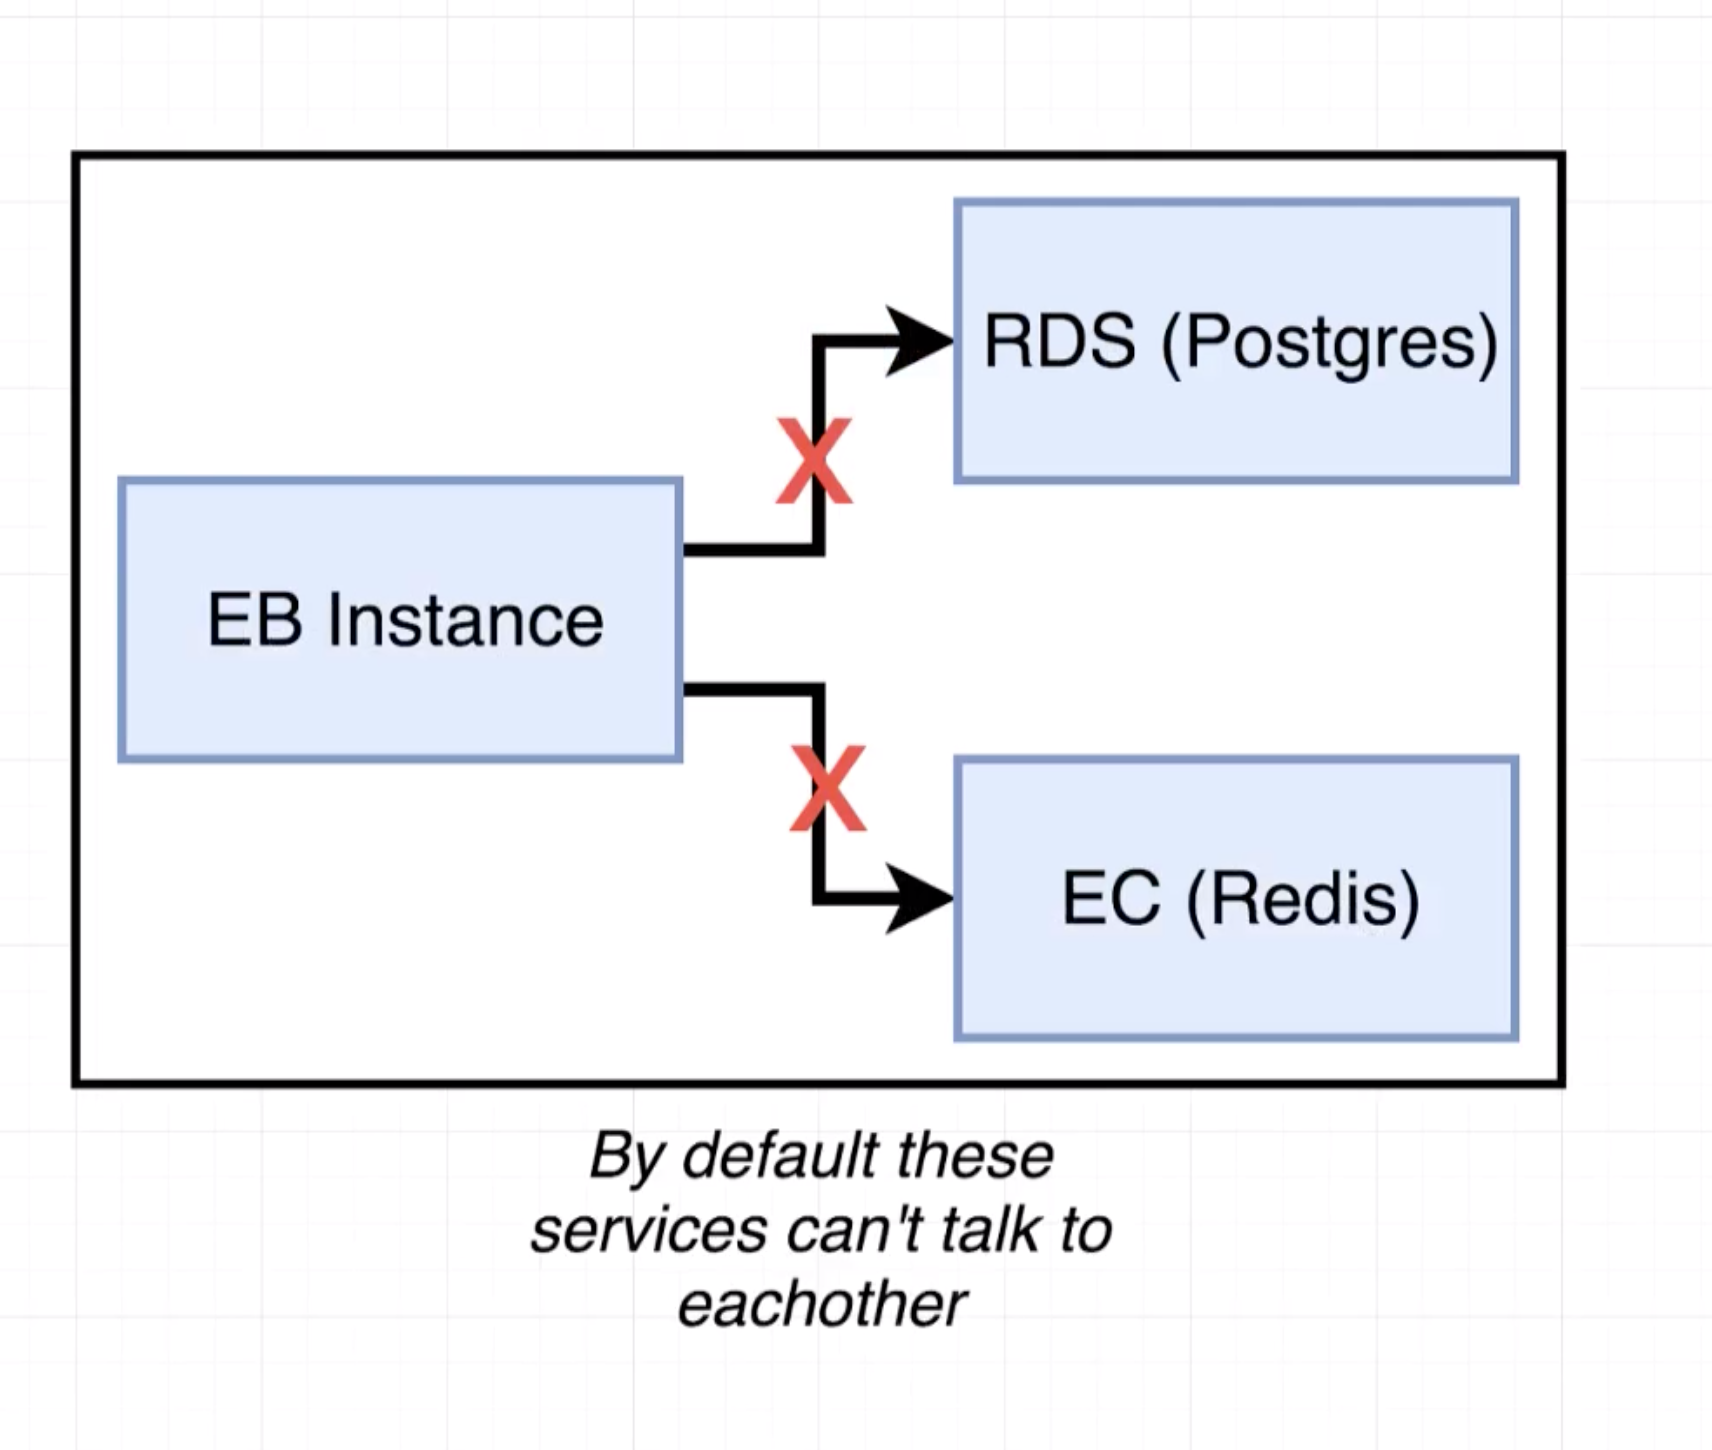 RDS (Postgres)
X
EB Instance
X
EC (Redis)
By default these
services can't talk to
eachother